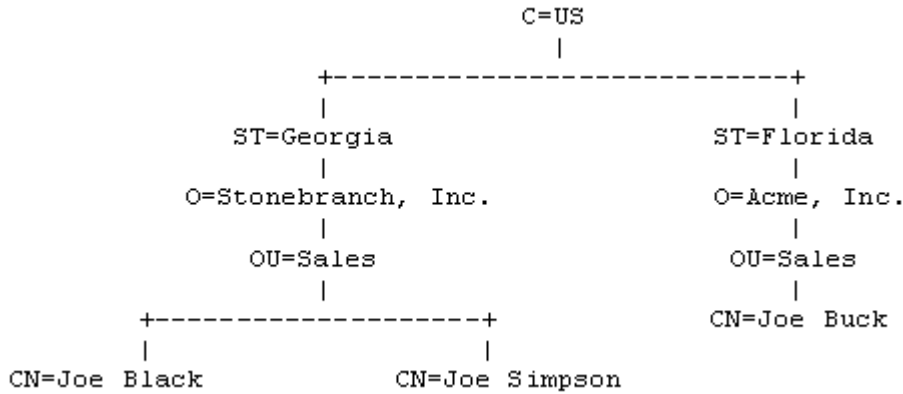 C=US
|
+----------------------------+
| |
ST=Georgia ST=Florida
| |
O=Stonebranch, Inc. O=Acme, Inc.
| |
OU=Sales OU=Sales
| |
+--------------------+ CN=Joe Buck
| |
CN=Joe Black CN=Joe Simpson